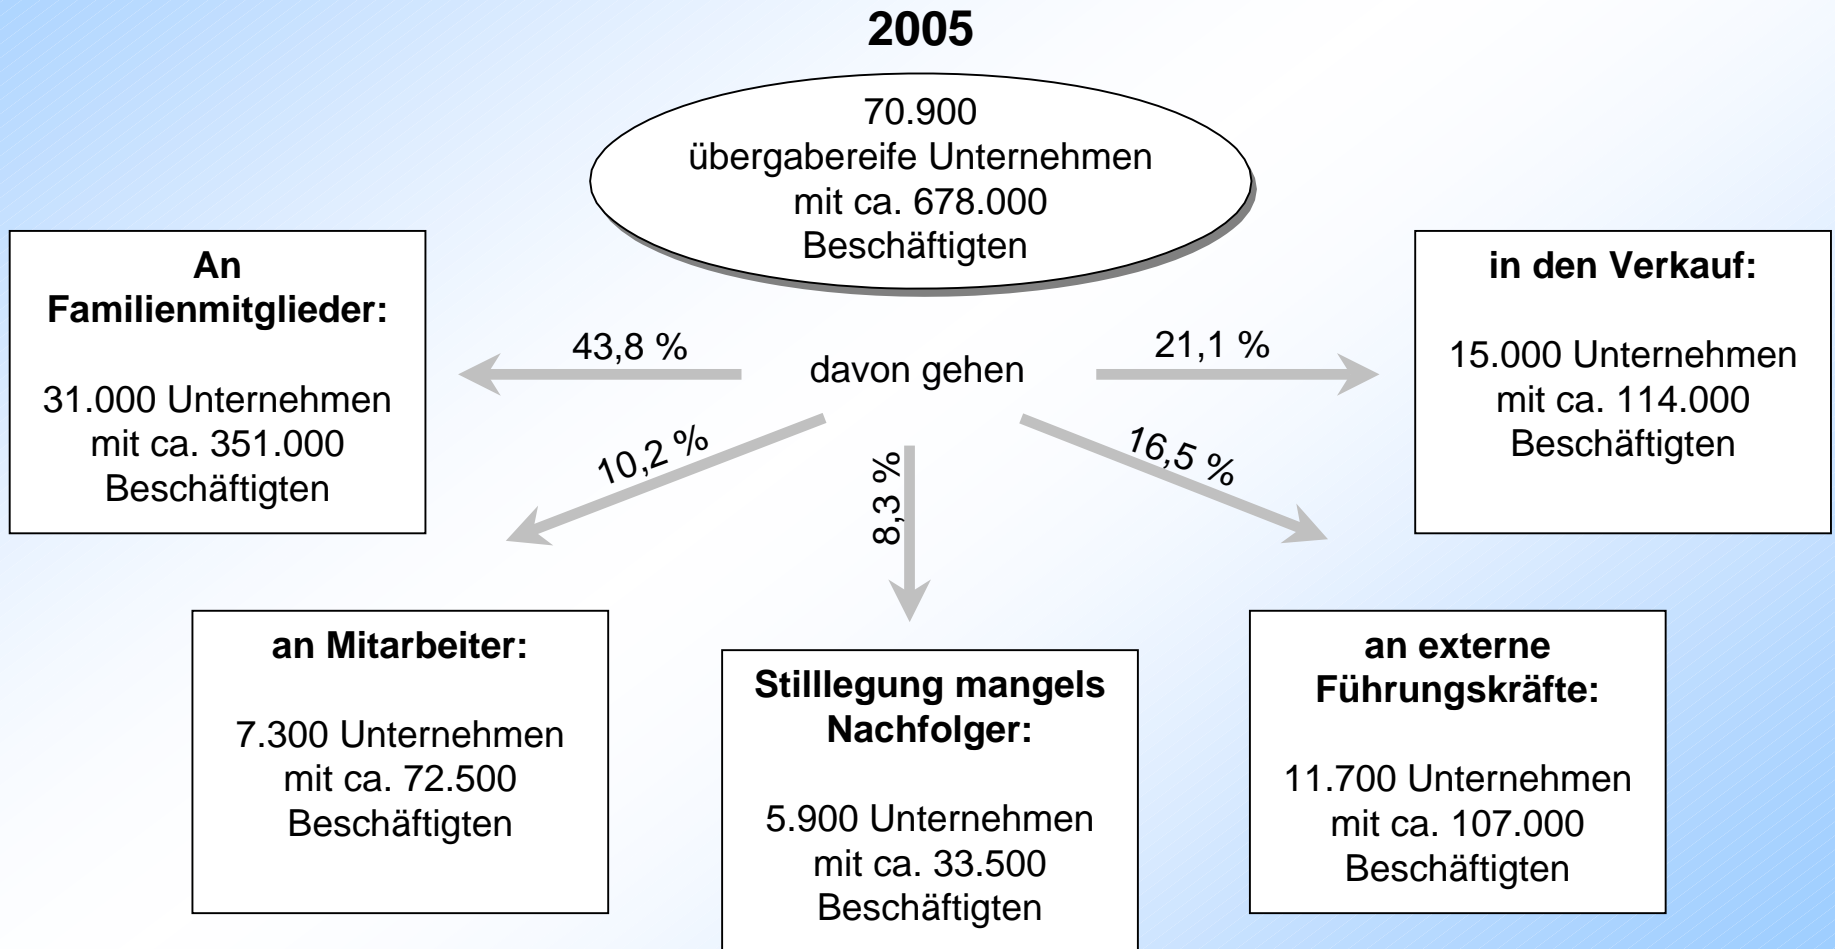 2005
70.900
übergabereife Unternehmen
mit ca. 678.000
Beschäftigten
An
Familienmitglieder:
31.000 Unternehmen
mit ca. 351.000
Beschäftigten
43,8 %
davon gehen
21,1 %
in den Verkauf:
15.000 Unternehmen
mit ca. 114.000
Beschäftigten
10,2 %
8,3 %
16,5 %
an Mitarbeiter:
7.300 Unternehmen
mit ca. 72.500
Beschäftigten
Stilllegung mangels
Nachfolger:
5.900 Unternehmen
mit ca. 33.500
Beschäftigten
an externe
Führungskräfte:
11.700 Unternehmen
mit ca. 107.000
Beschäftigten